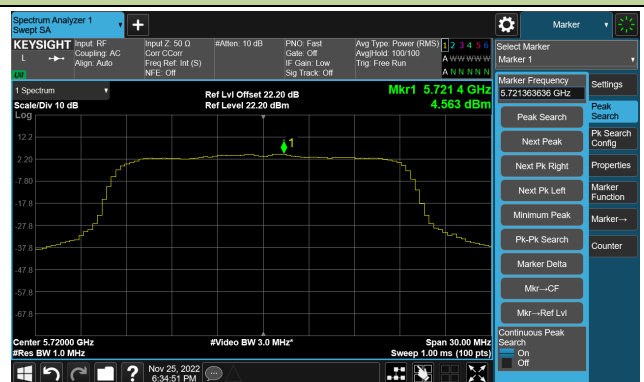 Spectrum Analyzer 1
Swept SA
Marker
KEYSIGHT
L
Input: RF
Coupling: AC
Align: Auto
Input Z: 50 Ω
Corr CCorr
Freq Ref: Int (S)
NFE: Off
#Atten: 10 dB
PNO: Fast
Gate: Off
IF Gain: Low
Sig Track: Off
Avg Type: Power (RMS)
Avg|Hold: 100/100
Trig: Free Run
1 2 3 4 5 6
A W W W W W
A N N N N N
Select Marker
Marker 1
1 Spectrum
Scale/Div 10 dB
Log
Ref Lvl Offset 22.20 dB
Ref Level 22.20 dBm
Mkr1 5.721 4 GHz
4.563 dBm
1
12.2
2.20
-7.80
-17.8
-27.8
-37.8
-47.8
-57.8
-67.8
Center 5.72000 GHz
#Res BW 1.0 MHz
#Video BW 3.0 MHz*
Span 30.00 MHz
Sweep 1.00 ms (100 pts)
Marker Frequency
5.721363636 GHz
Peak Search
Next Peak
Next Pk Right
Next Pk Left
Minimum Peak
Pk-Pk Search
Marker Delta
Mkr→CF
Mkr→Ref Lvl
Continuous Peak
Search
On
Off
Settings
Peak
Search
Pk Search
Config
Properties
Marker
Function
Marker→
Counter
Nov 25, 2022
6:34:51 PM